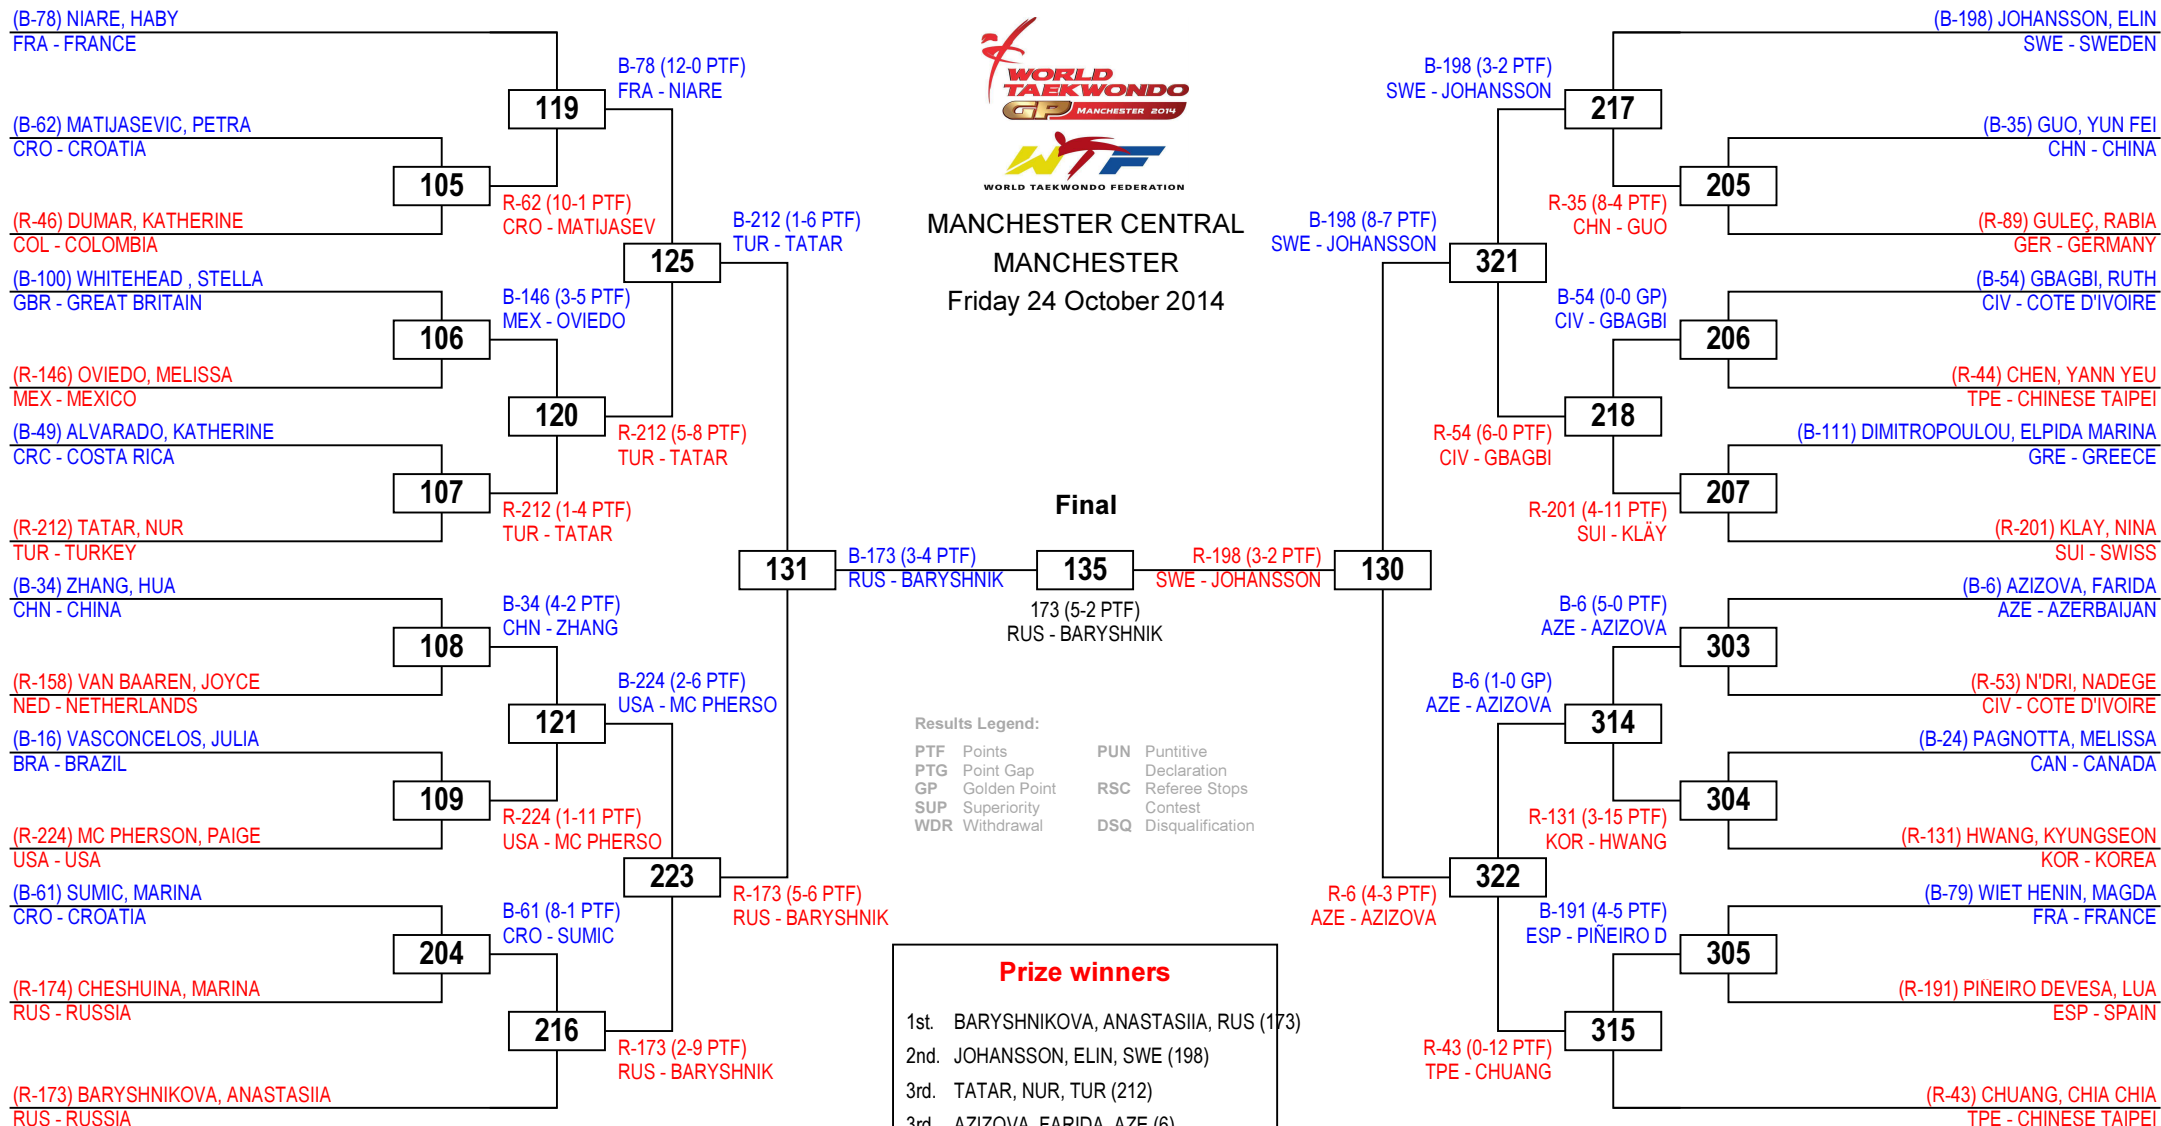 (B-78) NIARE, HABY
FRA - FRANCE
(B-62) MATIJASEVIC, PETRA
CRO - CROATIA
(R-46) DUMAR, KATHERINE
COL - COLOMBIA
(B-100) WHITEHEAD , STELLA
GBR - GREAT BRITAIN
(R-146) OVIEDO, MELISSA
MEX - MEXICO
(B-49) ALVARADO, KATHERINE
CRC - COSTA RICA
(R-212) TATAR, NUR
TUR - TURKEY
(B-34) ZHANG, HUA
CHN - CHINA
(R-158) VAN BAAREN, JOYCE
NED - NETHERLANDS
(B-16) VASCONCELOS, JULIA
BRA - BRAZIL
(R-224) MC PHERSON, PAIGE
USA - USA
(B-61) SUMIC, MARINA
CRO - CROATIA
(R-174) CHESHUINA, MARINA
RUS - RUSSIA
(R-173) BARYSHNIKOVA, ANASTASIIA
RUS - RUSSIA
105
106
107
108
109
204
R-62 (10-1 PTF)
CRO - MATIJASEV
B-146 (3-5 PTF)
MEX - OVIEDO
R-212 (1-4 PTF)
TUR - TATAR
B-34 (4-2 PTF)
CHN - ZHANG
R-224 (1-11 PTF)
USA - MC PHERSO
B-61 (8-1 PTF)
CRO - SUMIC
119
120
121
216
B-78 (12-0 PTF)
FRA - NIARE
R-212 (5-8 PTF)
TUR - TATAR
B-224 (2-6 PTF)
USA - MC PHERSO
R-173 (2-9 PTF)
RUS - BARYSHNIK
125
223
B-212 (1-6 PTF)
TUR - TATAR
R-173 (5-6 PTF)
RUS - BARYSHNIK
131
B-173 (3-4 PTF)
RUS - BARYSHNIK
WORLD
TAEKWONDO
GP MANCHESTER 2014
WTF
WORLD TAEKWONDO FEDERATION
MANCHESTER CENTRAL
MANCHESTER
Friday 24 October 2014
Final
135
173 (5-2 PTF)
RUS - BARYSHNIK
R-198 (3-2 PTF)
SWE - JOHANSSON
130
Results Legend:
PTF Points PUN Puntitive
PTG Point Gap Declaration
GP Golden Point RSC Referee Stops
SUP Superiority Contest
WDR Withdrawal DSQ Disqualification
Prize winners
1st. BARYSHNIKOVA, ANASTASIIA, RUS (173)
2nd. JOHANSSON, ELIN, SWE (198)
3rd. TATAR, NUR, TUR (212)
3rd. AZIZOVA, FARIDA, AZE (6)
B-198 (8-7 PTF)
SWE - JOHANSSON
R-6 (4-3 PTF)
AZE - AZIZOVA
321
322
B-198 (3-2 PTF)
SWE - JOHANSSON
R-54 (6-0 PTF)
CIV - GBAGBI
B-6 (1-0 GP)
AZE - AZIZOVA
R-43 (0-12 PTF)
TPE - CHUANG
217
218
314
315
R-35 (8-4 PTF)
CHN - GUO
B-54 (0-0 GP)
CIV - GBAGBI
R-201 (4-11 PTF)
SUI - KLÄY
B-6 (5-0 PTF)
AZE - AZIZOVA
R-131 (3-15 PTF)
KOR - HWANG
B-191 (4-5 PTF)
ESP - PIÑEIRO D
205
206
207
303
304
305
(B-198) JOHANSSON, ELIN
SWE - SWEDEN
(B-35) GUO, YUN FEI
CHN - CHINA
(R-89) GULEÇ, RABIA
GER - GERMANY
(B-54) GBAGBI, RUTH
CIV - COTE D'IVOIRE
(R-44) CHEN, YANN YEU
TPE - CHINESE TAIPEI
(B-111) DIMITROPOULOU, ELPIDA MARINA
GRE - GREECE
(R-201) KLAY, NINA
SUI - SWISS
(B-6) AZIZOVA, FARIDA
AZE - AZERBAIJAN
(R-53) N'DRI, NADEGE
CIV - COTE D'IVOIRE
(B-24) PAGNOTTA, MELISSA
CAN - CANADA
(R-131) HWANG, KYUNGSEON
KOR - KOREA
(B-79) WIET HENIN, MAGDA
FRA - FRANCE
(R-191) PIÑEIRO DEVESA, LUA
ESP - SPAIN
(R-43) CHUANG, CHIA CHIA
TPE - CHINESE TAIPEI